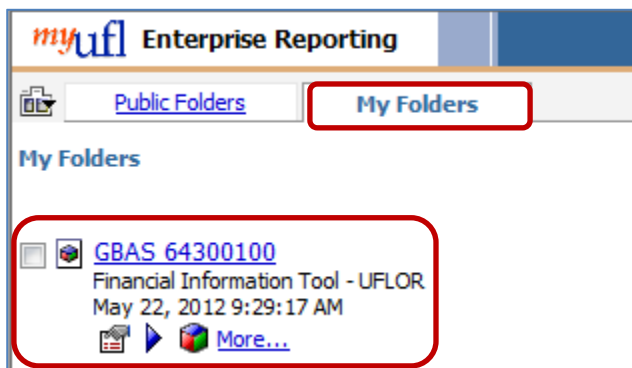 myufl Enterprise Reporting
Public Folders My Folders
My Folders
GBAS 64300100
Financial Information Tool - UFLOR
May 22, 2012 9:29:17 AM
More...